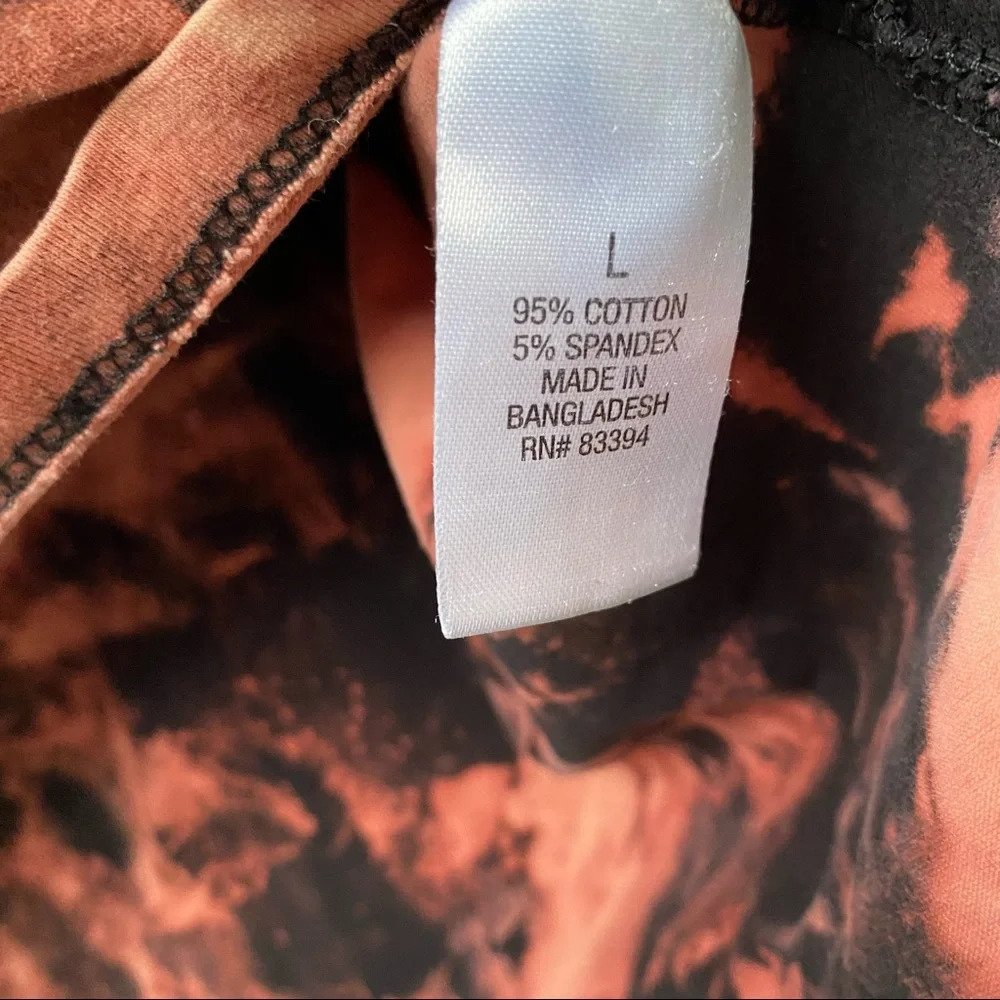 L
95% COTTON
5% SPANDEX
MADE IN
BANGLADESH
RN# 83394